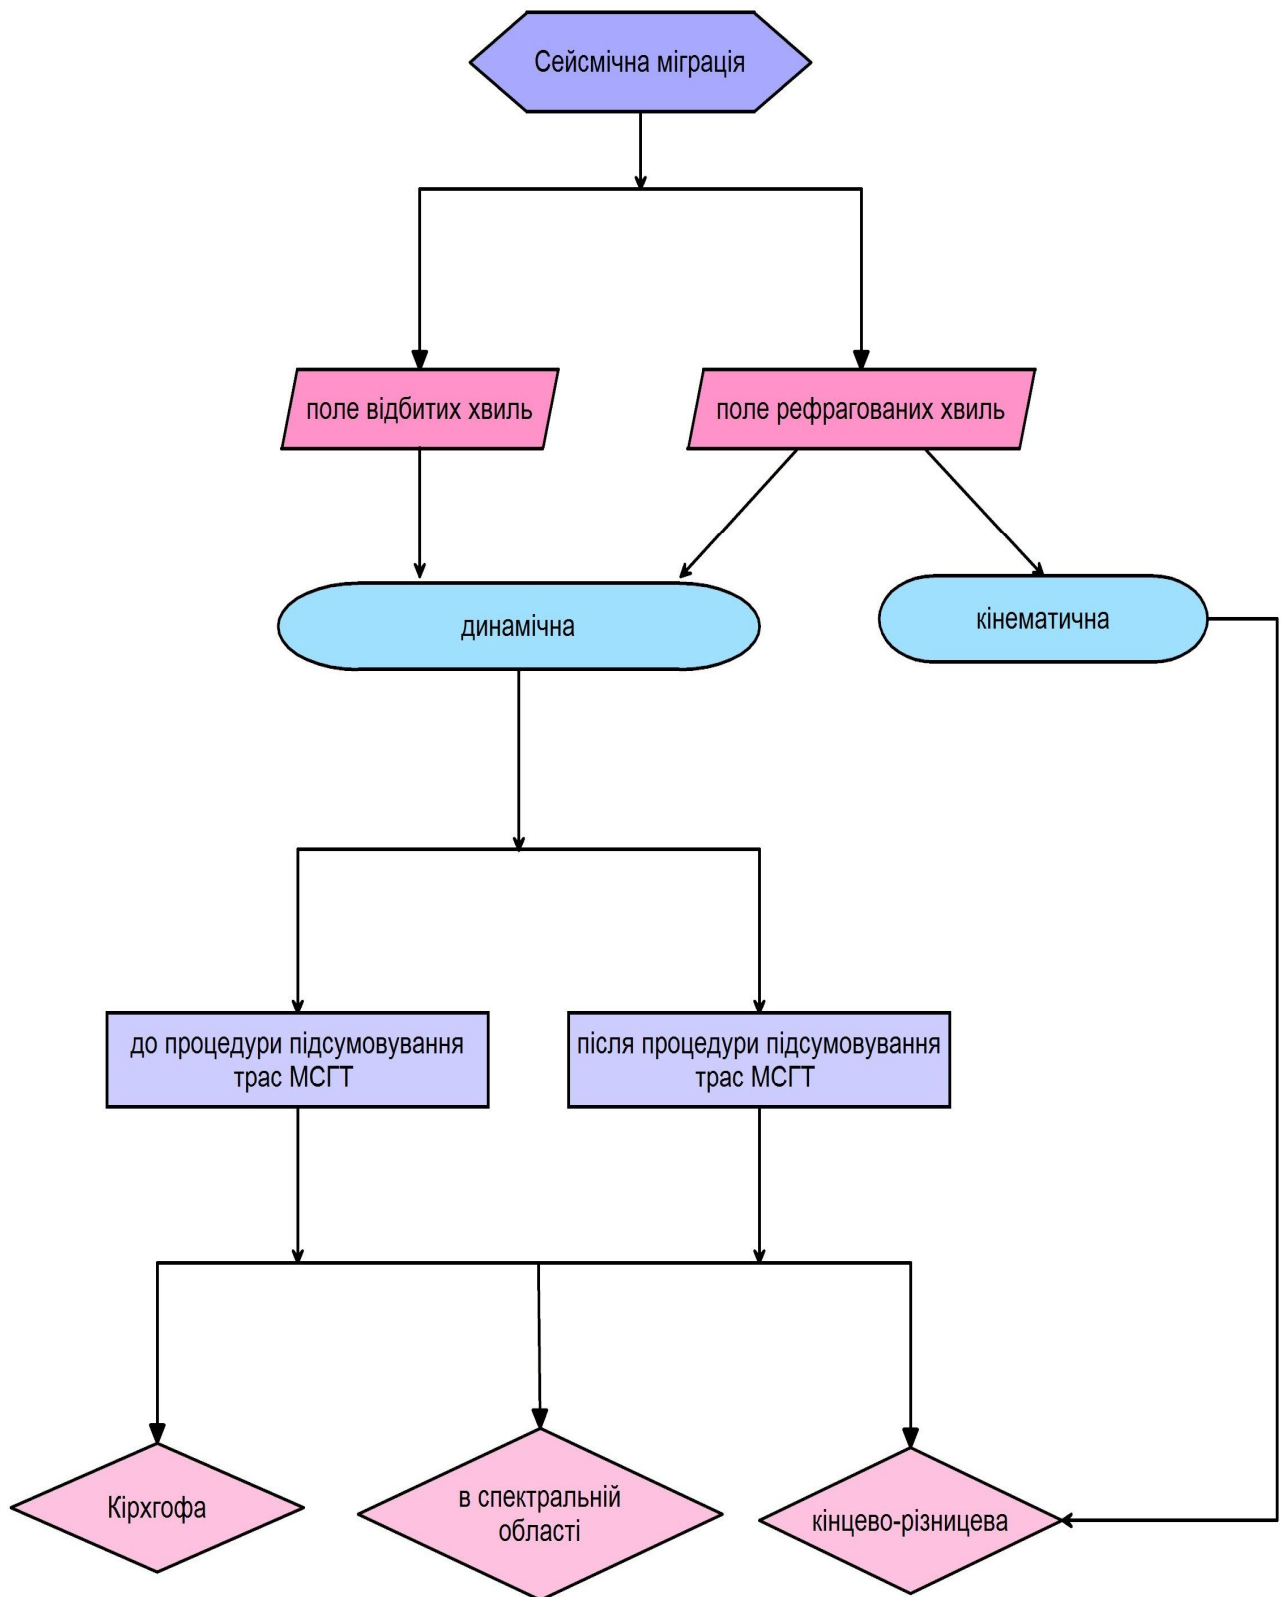 Сейсмічна міграція
поле відбитих хвиль
поле рефрагованих хвиль
динамічна
кінематична
до процедури підсумовування
трас МСГТ
після процедури підсумовування
трас МСГТ
Кірхгофа
в спектральній
області
кінцево-різницева